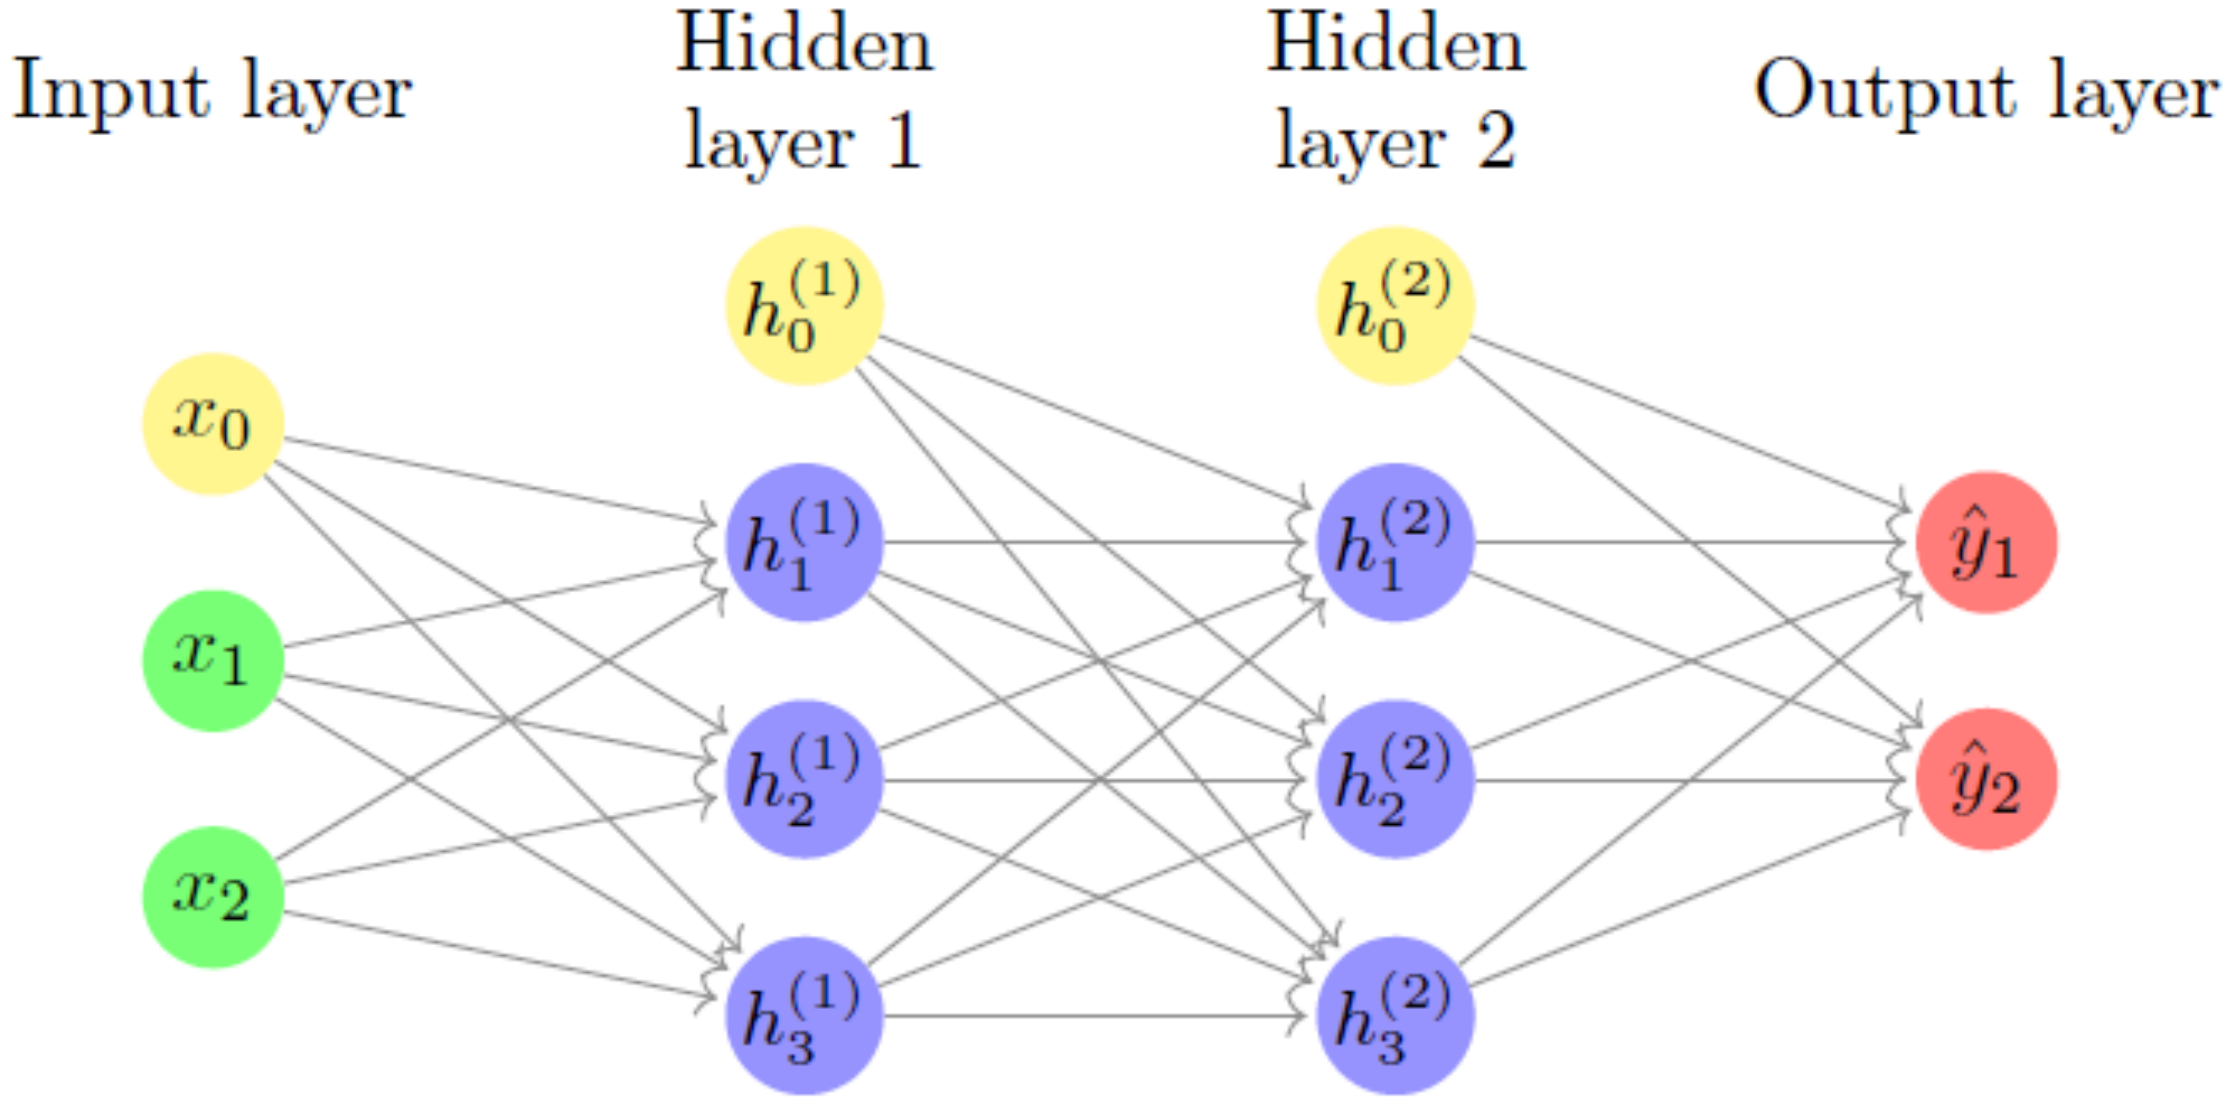 Input layer
Hidden
layer 1
Hidden
layer 2
Output layer
x₀
x₁
x₂
h₀⁽¹⁾
h₁⁽¹⁾
h₂⁽¹⁾
h₃⁽¹⁾
h₀⁽²⁾
h₁⁽²⁾
h₂⁽²⁾
h₃⁽²⁾
ŷ₁
ŷ₂